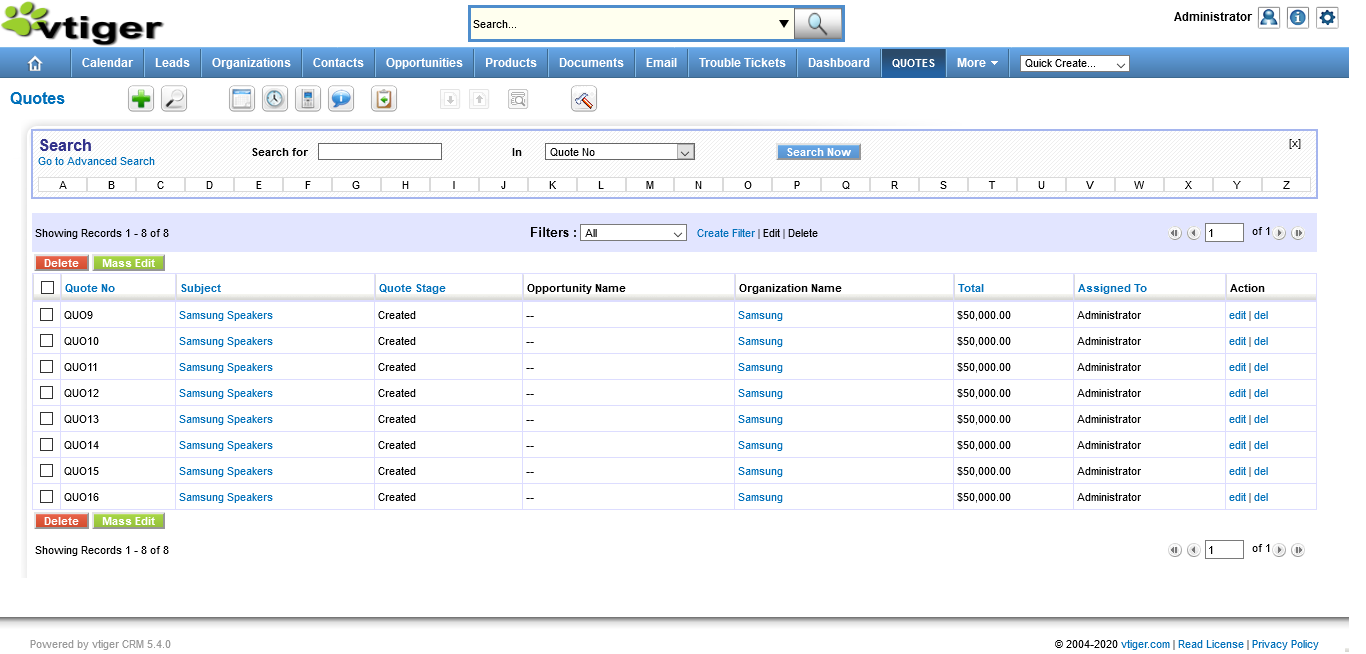 vtiger
Search...
Administrator
Calendar Leads Organizations Contacts Opportunities Products Documents Email Trouble Tickets Dashboard QUOTES More Quick Create...
Quotes
Search [x]
Go to Advanced Search
Search for In Quote No Search Now
A B C D E F G H I J K L M N O P Q R S T U V W X Y Z
Showing Records 1 - 8 of 8 Filters : All Create Filter | Edit | Delete 1 of 1
Delete Mass Edit
Quote No Subject Quote Stage Opportunity Name Organization Name Total Assigned To Action
QUO9 Samsung Speakers Created -- Samsung $50,000.00 Administrator edit | del
QUO10 Samsung Speakers Created -- Samsung $50,000.00 Administrator edit | del
QUO11 Samsung Speakers Created -- Samsung $50,000.00 Administrator edit | del
QUO12 Samsung Speakers Created -- Samsung $50,000.00 Administrator edit | del
QUO13 Samsung Speakers Created -- Samsung $50,000.00 Administrator edit | del
QUO14 Samsung Speakers Created -- Samsung $50,000.00 Administrator edit | del
QUO15 Samsung Speakers Created -- Samsung $50,000.00 Administrator edit | del
QUO16 Samsung Speakers Created -- Samsung $50,000.00 Administrator edit | del
Delete Mass Edit
Showing Records 1 - 8 of 8 1 of 1
Powered by vtiger CRM 5.4.0 © 2004-2020 vtiger.com | Read License | Privacy Policy